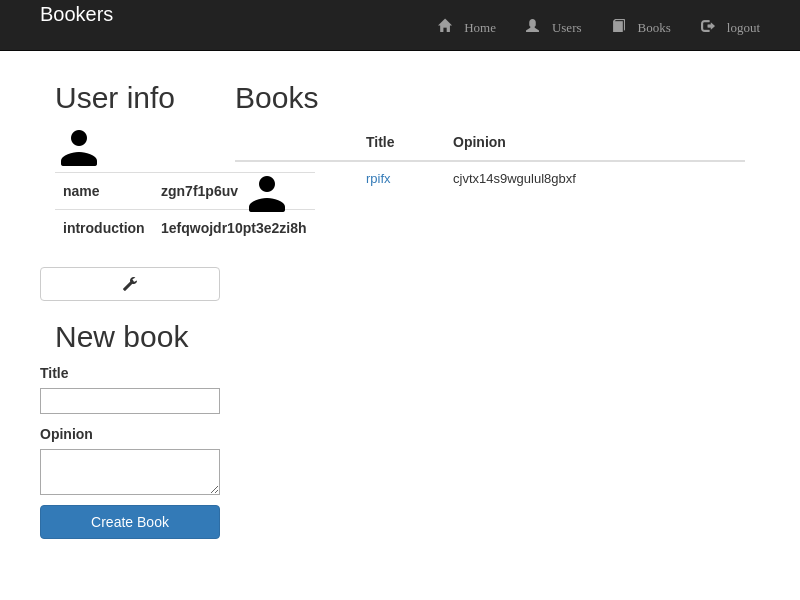 Bookers
Home Users Books logout
User info
name zgn7f1p6uv
introduction 1efqwojdr10pt3e2zi8h
New book
Title
Opinion
Create Book
Books
Title Opinion
rpifx cjvtx14s9wgulul8gbxf